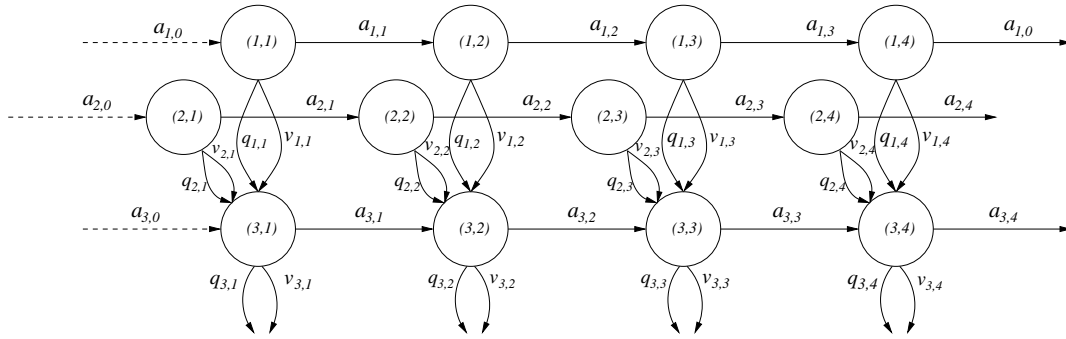 a1,0 (1,1) a1,1 (1,2) a1,2 (1,3) a1,3 (1,4) a1,0
a2,0 (2,1) a2,1 (2,2) a2,2 (2,3) a2,3 (2,4) a2,4
v2,1 q1,1 v1,1 v2,2 q1,2 v1,2 v2,3 q1,3 v1,3 v2,4 q1,4 v1,4
q2,1 q2,2 q2,3 q2,4
a3,0 (3,1) a3,1 (3,2) a3,2 (3,3) a3,3 (3,4) a3,4
q3,1 v3,1 q3,2 v3,2 q3,3 v3,3 q3,4 v3,4